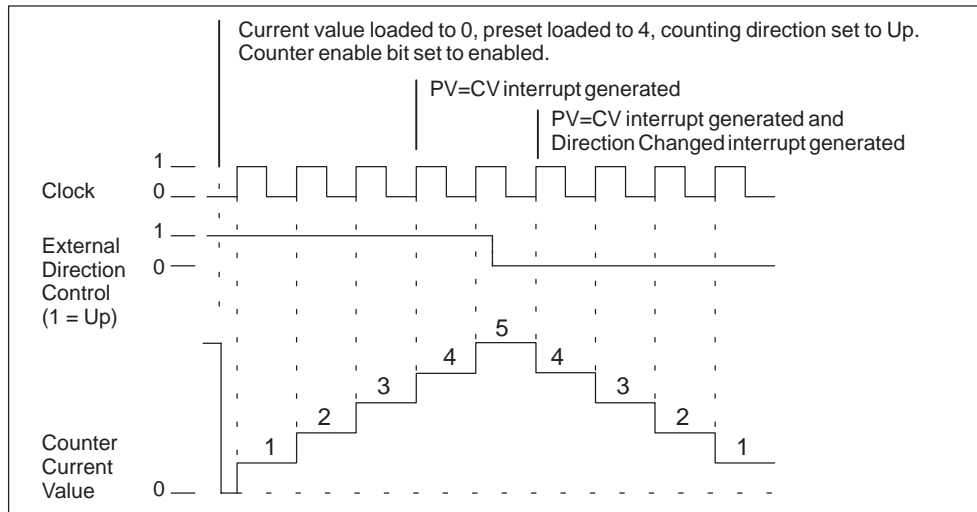 Current value loaded to 0, preset loaded to 4, counting direction set to Up.
Counter enable bit set to enabled.
PV=CV interrupt generated
PV=CV interrupt generated and
Direction Changed interrupt generated
1
Clock
0
1
External
0
Direction
Control
(1 = Up)
5
4
4
3
3
2
2
1
1
Counter
Current
Value
0